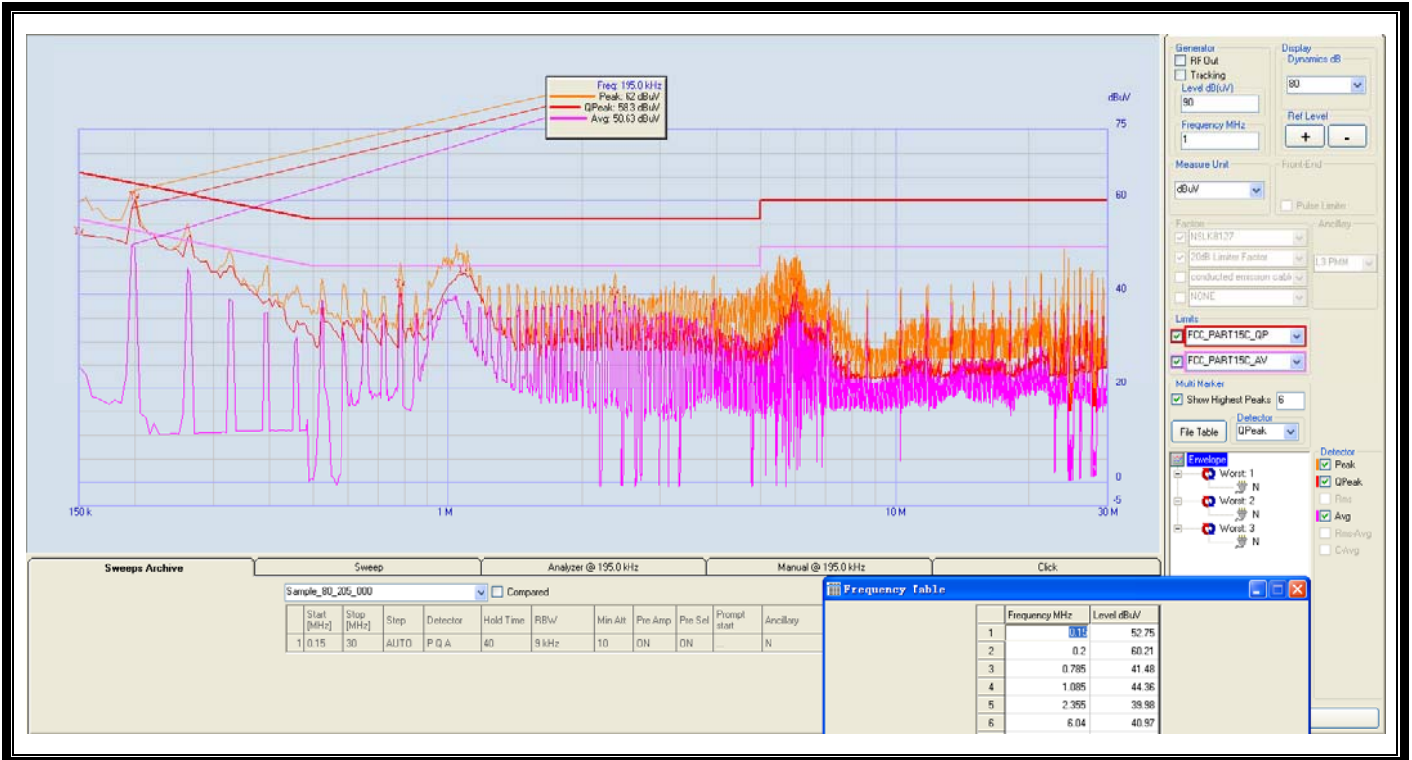 Freq: 195.0 kHz
Peak: 62 dBuV
QPeak: 58.3 dBuV
Avg: 50.63 dBuV
dBuV
75
60
40
20
0
-5
150 k
1 M
10 M
30 M
Generator
RF Out
Tracking
Level dB(uV)
90
Frequency MHz
1
Display
Dynamics dB
80
Ref Level
+ -
Measure Unit
dBuV
Front-End
Pulse Limiter
Factors
Ancillary
NSLK8127
20dB Limiter Factor
L3 PMM
conducted emission cable
NONE
Limits
FCC_PART15C_QP
FCC_PART15C_AV
Multi Marker
Show Highest Peaks 6
File Table
Detector
QPeak
Envelope
Worst: 1
N
Worst: 2
N
Worst: 3
N
Detector
Peak
QPeak
Rms
Avg
Rms-Avg
C-Avg
Sweeps Archive
Sweep
Analyzer @ 195.0 kHz
Manual @ 195.0 kHz
Click
Sample_80_205_000
Compared
Start [MHz] Stop [MHz] Step Detector Hold Time RBW Min Att Pre Amp Pre Sel Prompt start Ancillary
1 0.15 30 AUTO P Q A 40 9 kHz 10 ON ON ... N
Frequency Table
Frequency MHz Level dBuV
1 0.15 52.75
2 0.2 60.21
3 0.785 41.48
4 1.085 44.36
5 2.355 39.98
6 6.04 40.97